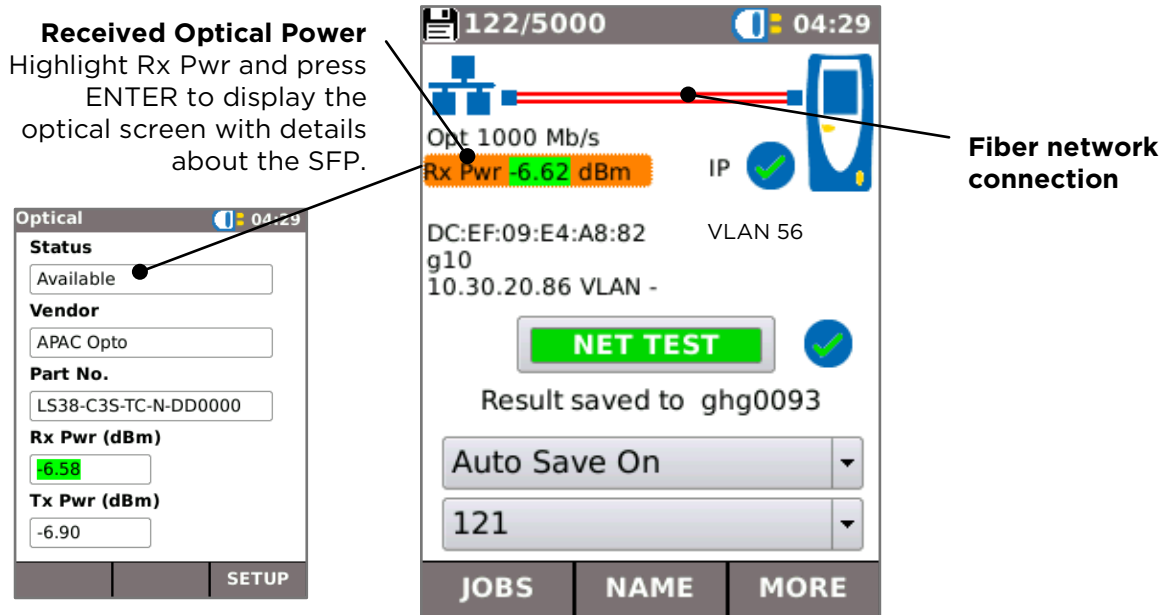 Received Optical Power
Highlight Rx Pwr and press
ENTER to display the
optical screen with details
about the SFP.
Optical 04:29
Status
Available
Vendor
APAC Opto
Part No.
LS38-C3S-TC-N-DD0000
Rx Pwr (dBm)
-6.58
Tx Pwr (dBm)
-6.90
SETUP
122/5000 04:29
Opt 1000 Mb/s
Rx Pwr -6.62 dBm IP
DC:EF:09:E4:A8:82 VLAN 56
g10
10.30.20.86 VLAN -
NET TEST
Result saved to ghg0093
Auto Save On
121
JOBS NAME MORE
Fiber network
connection